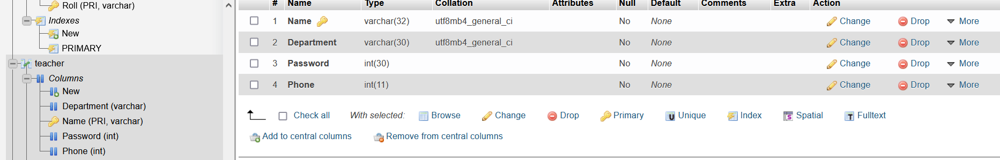 Roll (PRI, varchar)
Indexes
New
PRIMARY
teacher
Columns
New
Department (varchar)
Name (PRI, varchar)
Password (int)
Phone (int)
# Name Type Collation Attributes Null Default Comments Extra Action
1 Name varchar(32) utf8mb4_general_ci No None Change Drop More
2 Department varchar(30) utf8mb4_general_ci No None Change Drop More
3 Password int(30) No None Change Drop More
4 Phone int(11) No None Change Drop More
Check all With selected: Browse Change Drop Primary Unique Index Spatial Fulltext
Add to central columns Remove from central columns